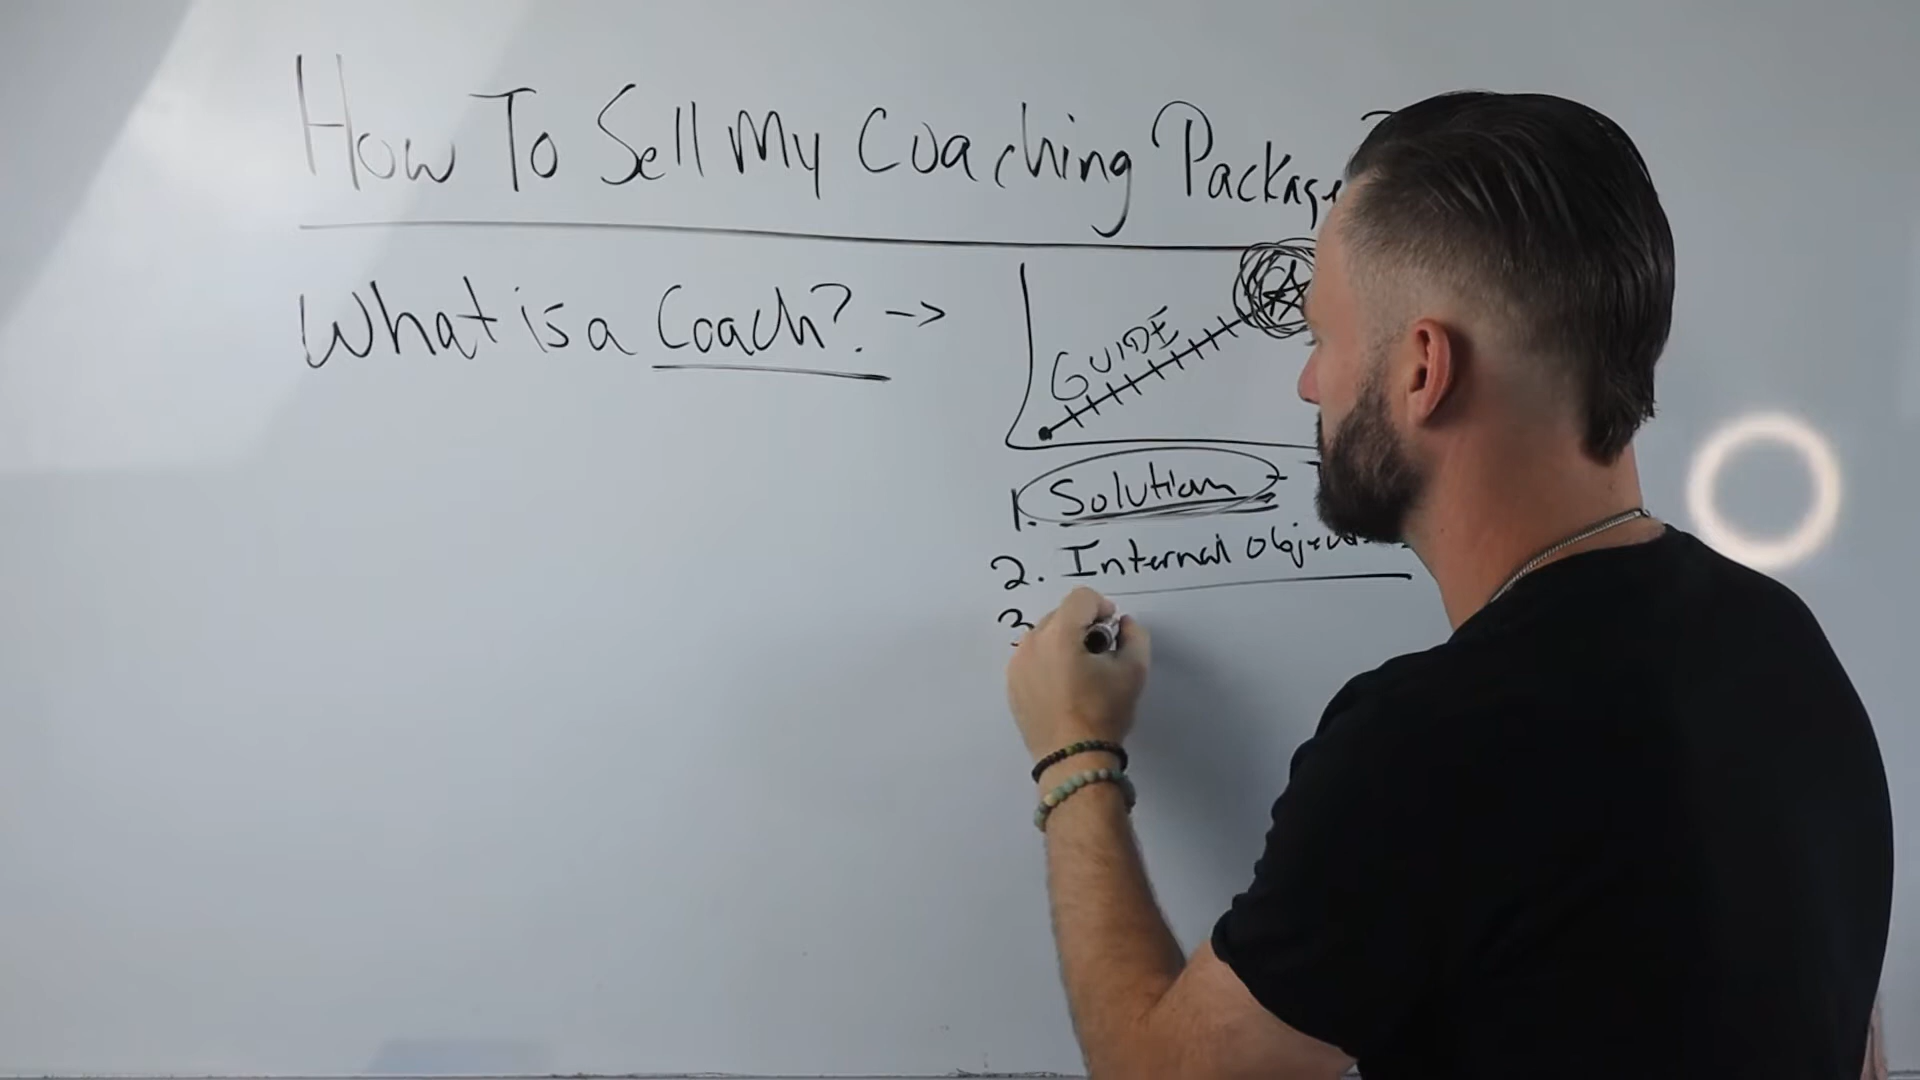 How To Sell My Coaching Package
What is a Coach? ->
GUIDE
1. Solution
2. Internal
3